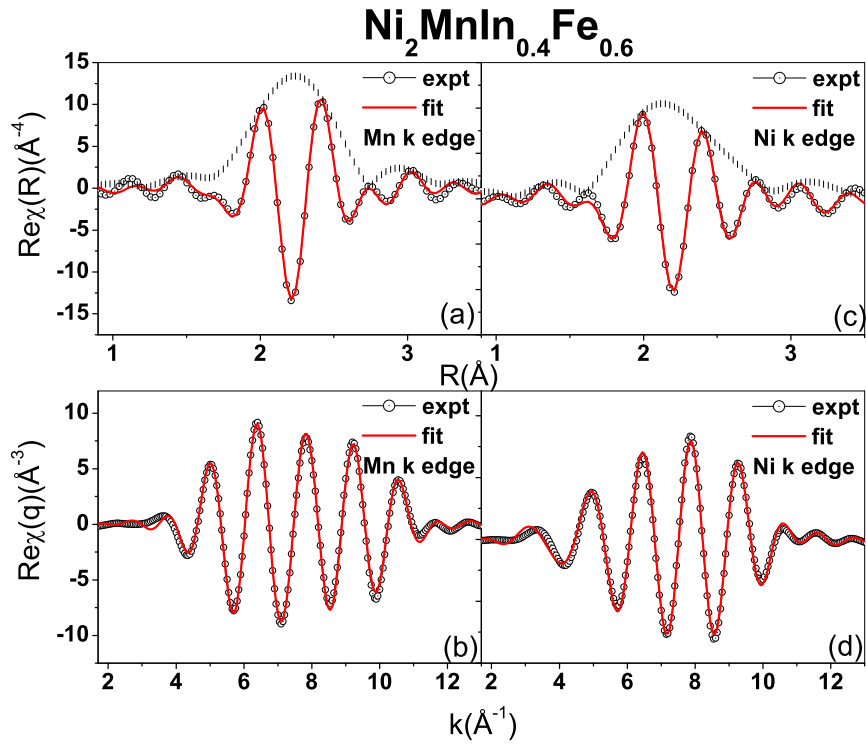 Ni₂MnIn₀.₄Fe₀.₆
15
10
5
0
-5
-10
-15
Reχ(R)(Å⁻⁴)
expt
fit
Mn k edge
(a)
expt
fit
Ni k edge
(c)
1 2 3 1 2 3
R(Å)
10
5
0
-5
-10
Reχ(q)(Å⁻³)
expt
fit
Mn k edge
(b)
expt
fit
Ni k edge
(d)
2 4 6 8 10 2 4 6 8 10 12
k(Å⁻¹)